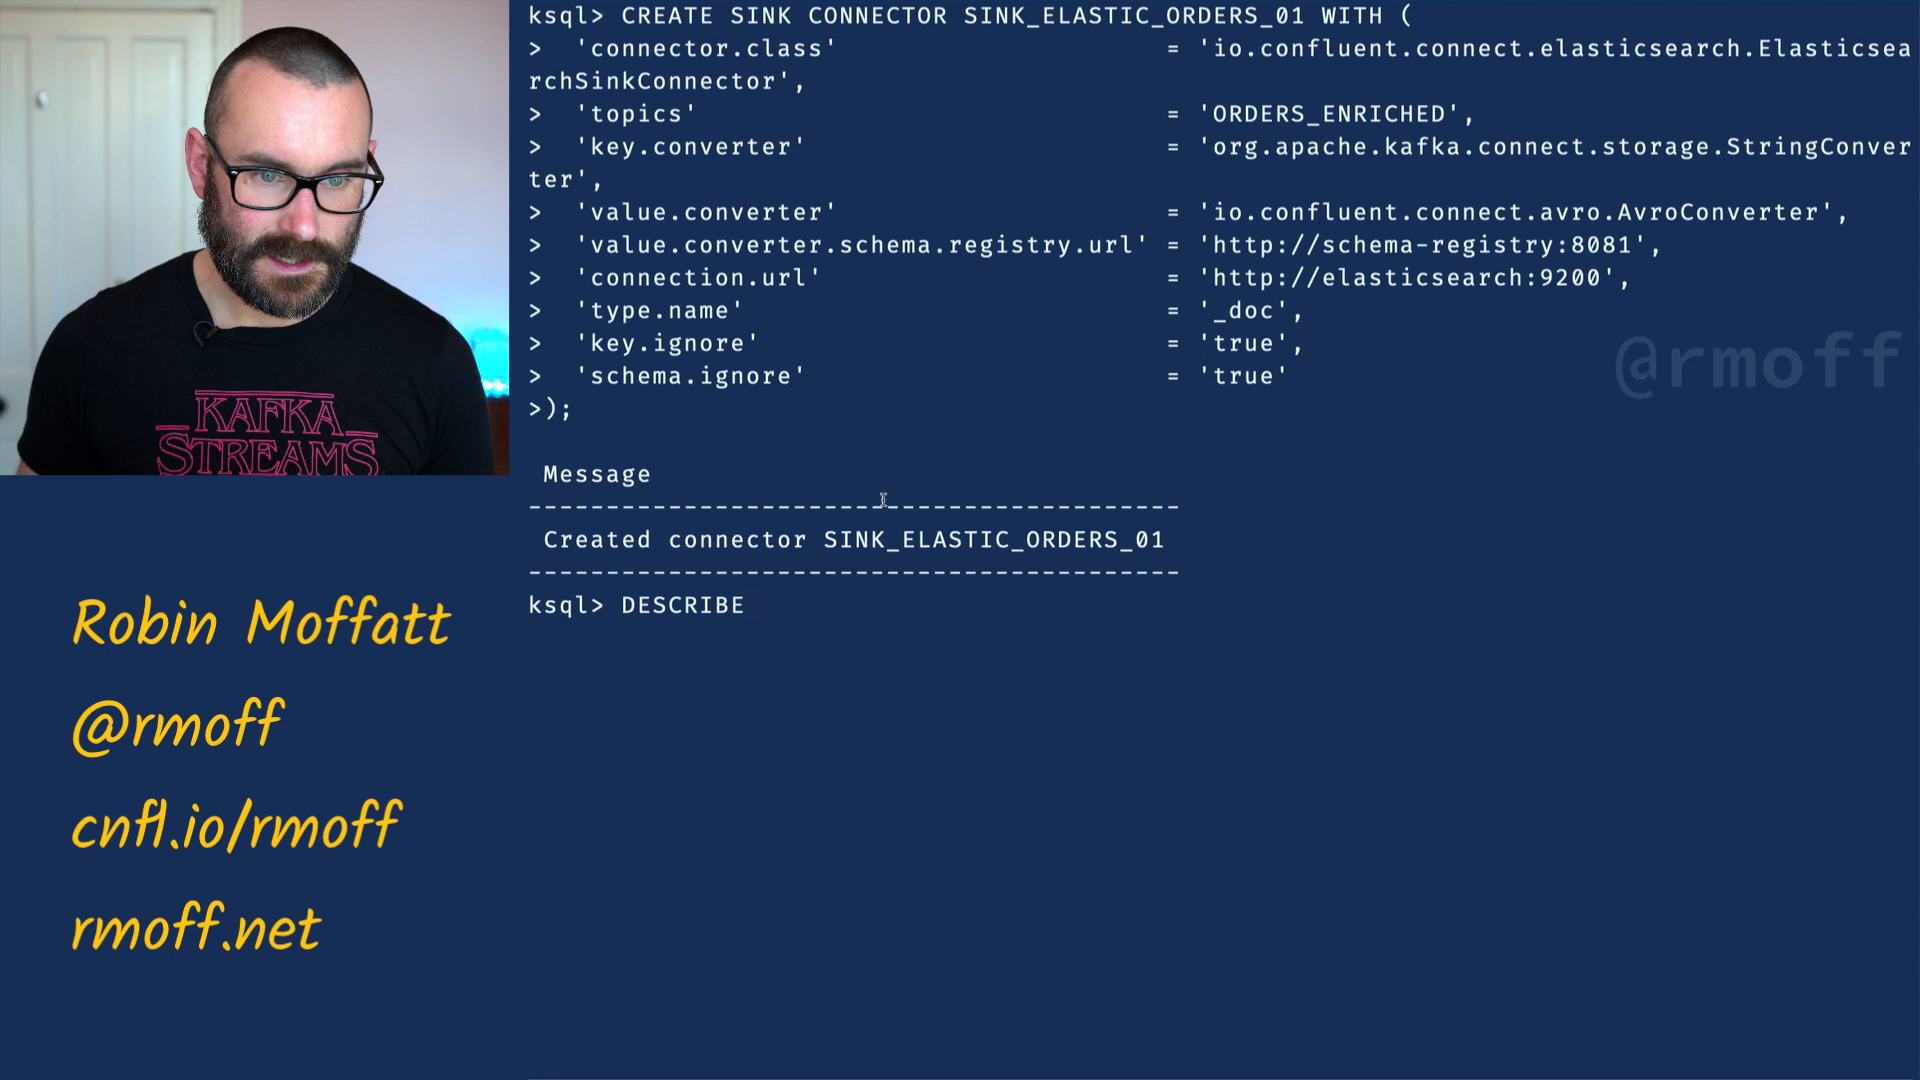 ksql> CREATE SINK CONNECTOR SINK_ELASTIC_ORDERS_01 WITH (
>  'connector.class' = 'io.confluent.connect.elasticsearch.Elasticsea
rchSinkConnector',
>  'topics' = 'ORDERS_ENRICHED',
>  'key.converter' = 'org.apache.kafka.connect.storage.StringConver
ter',
>  'value.converter' = 'io.confluent.connect.avro.AvroConverter',
>  'value.converter.schema.registry.url' = 'http://schema-registry:8081',
>  'connection.url' = 'http://elasticsearch:9200',
>  'type.name' = '_doc',
>  'key.ignore' = 'true',
>  'schema.ignore' = 'true'
>);
Message
------------------------------------------
Created connector SINK_ELASTIC_ORDERS_01
------------------------------------------
ksql> DESCRIBE
@rmoff
KAFKA
STREAMS
Robin Moffatt
@rmoff
cnfl.io/rmoff
rmoff.net